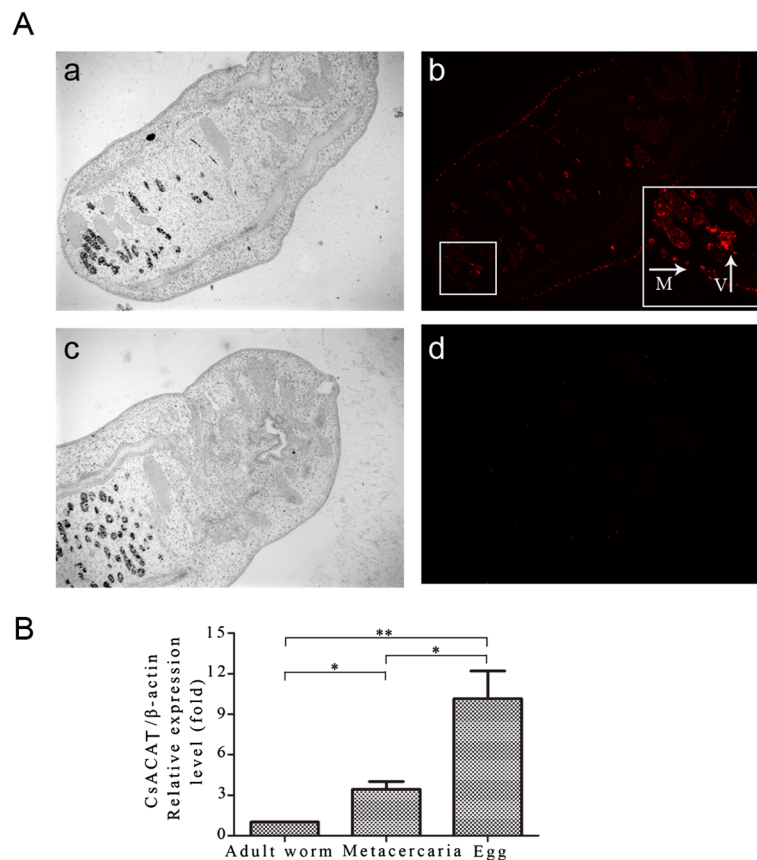 A
a
b
M
V
c
d
B
CsACAT/β-actin
Relative expression
level (fold)
15
12
9
6
3
0
**
*
*
Adult worm Metacercaria Egg